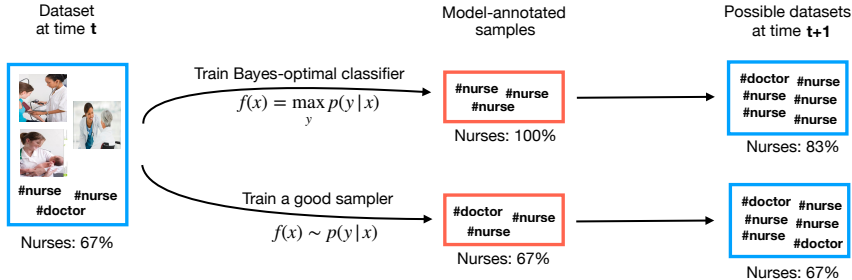 Dataset
at time t
Model-annotated
samples
Possible datasets
at time t+1
#nurse
#nurse
#doctor
Nurses: 67%
Train Bayes-optimal classifier
f(x) = max p(y|x)
y
#nurse
#nurse
#nurse
Nurses: 100%
#doctor
#nurse
#nurse
#nurse
#nurse
#nurse
Nurses: 83%
Train a good sampler
f(x) ∼ p(y|x)
#doctor
#nurse
#nurse
Nurses: 67%
#doctor
#nurse
#nurse
#nurse
#nurse
#doctor
Nurses: 67%